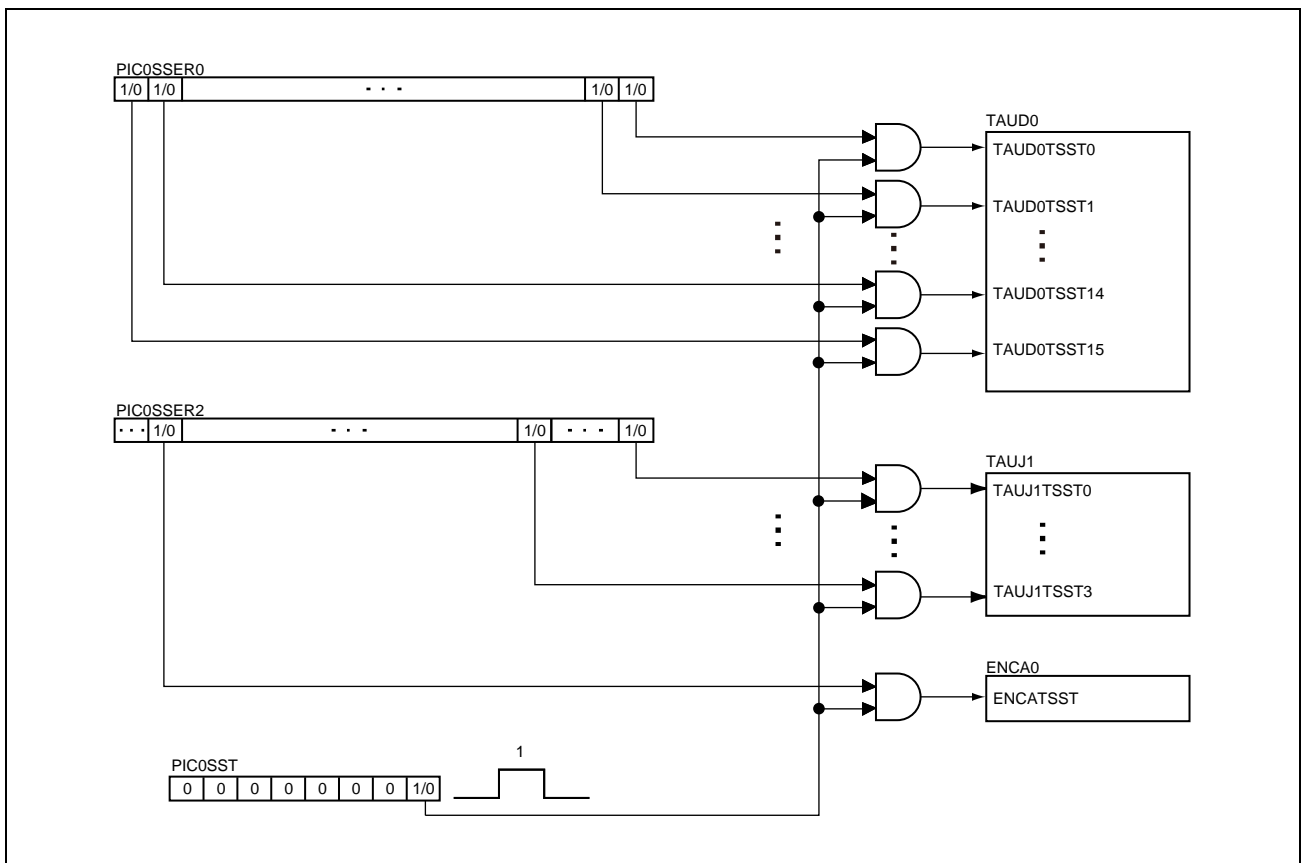 PIC0SSER0
1/0 1/0 · · · 1/0 1/0
TAUD0
TAUD0TSST0
TAUD0TSST1
TAUD0TSST14
TAUD0TSST15
PIC0SSER2
· · · 1/0 · · · 1/0 · · · 1/0
TAUJ1
TAUJ1TSST0
TAUJ1TSST3
ENCA0
ENCATSST
PIC0SST
0 0 0 0 0 0 0 1/0
1